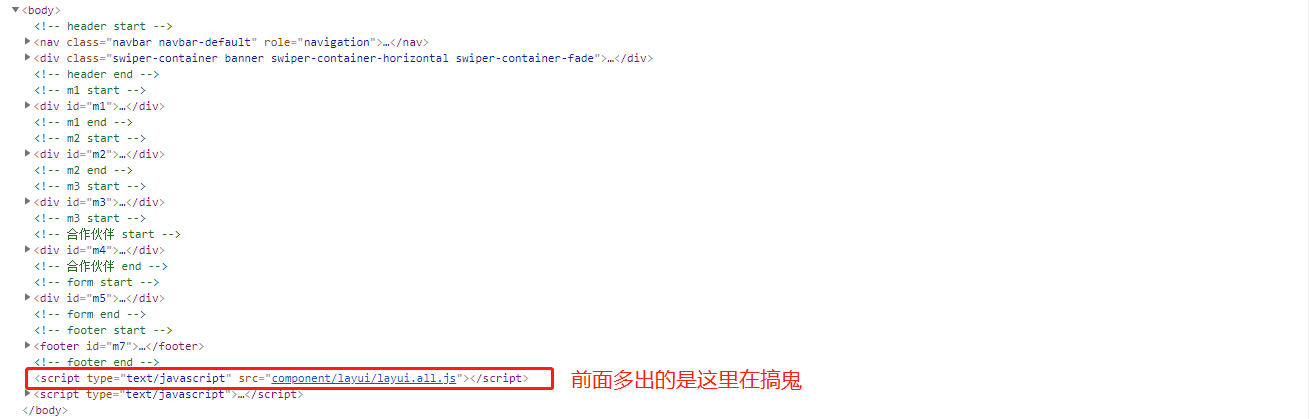 ▼<body>
<!-- header start -->
▶<nav class="navbar navbar-default" role="navigation">…</nav>
▶<div class="swiper-container banner swiper-container-horizontal swiper-container-fade">…</div>
<!-- header end -->
<!-- m1 start -->
▶<div id="m1">…</div>
<!-- m1 end -->
<!-- m2 start -->
▶<div id="m2">…</div>
<!-- m2 end -->
<!-- m3 start -->
▶<div id="m3">…</div>
<!-- m3 start -->
<!-- 合作伙伴 start -->
▶<div id="m4">…</div>
<!-- 合作伙伴 end -->
<!-- form start -->
▶<div id="m5">…</div>
<!-- form end -->
<!-- footer start -->
▶<footer id="m7">…</footer>
<!-- footer end -->
<script type="text/javascript" src="component/layui/layui.all.js"></script> 前面多出的是这里在搞鬼
▶<script type="text/javascript">…</script>
</body>